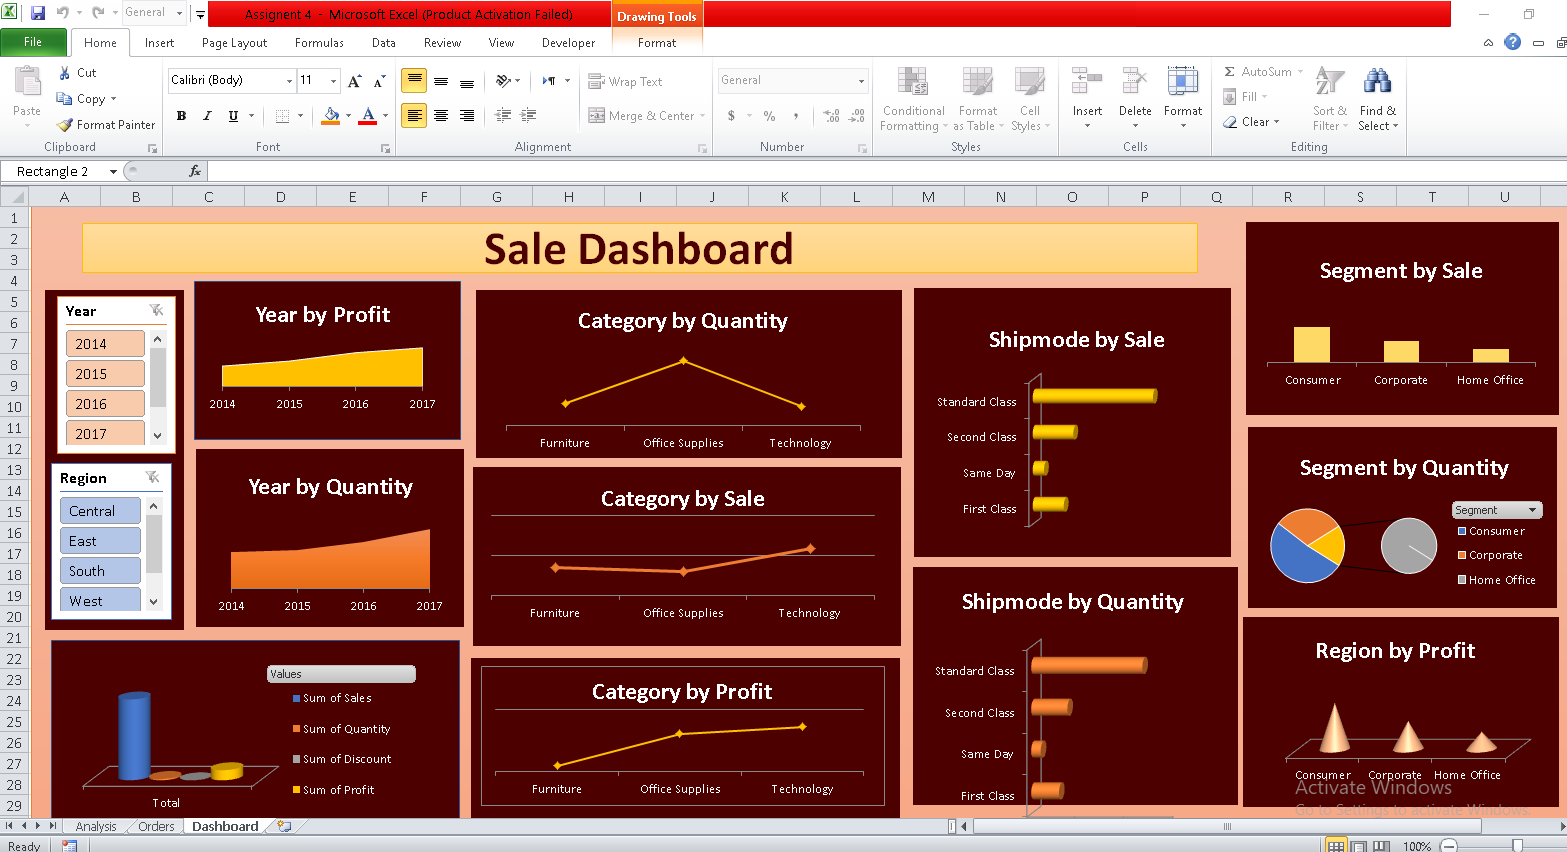 General
Assignent 4 - Microsoft Excel (Product Activation Failed)
Drawing Tools
File
Home
Insert
Page Layout
Formulas
Data
Review
View
Developer
Format
Paste
Cut
Copy
Format Painter
Clipboard
Calibri (Body)
11
B I U
Font
Wrap Text
Merge & Center
Alignment
General
$ % ,
Number
Conditional Formatting
Format as Table
Cell Styles
Styles
Insert
Delete
Format
Cells
AutoSum
Fill
Clear
Sort & Filter
Find & Select
Editing
Rectangle 2
fx
A B C D E F G H I J K L M N O P Q R S T U
1
2
3
4
5
6
7
8
9
10
11
12
13
14
15
16
17
18
19
20
21
22
23
24
25
26
27
28
29
Sale Dashboard
Year
2014
2015
2016
2017
Region
Central
East
South
West
Values
Sum of Sales
Sum of Quantity
Sum of Discount
Sum of Profit
Total
Year by Profit
2014 2015 2016 2017
Year by Quantity
2014 2015 2016 2017
Category by Quantity
Furniture Office Supplies Technology
Category by Sale
Furniture Office Supplies Technology
Category by Profit
Furniture Office Supplies Technology
Shipmode by Sale
Standard Class
Second Class
Same Day
First Class
Shipmode by Quantity
Standard Class
Second Class
Same Day
First Class
Segment by Sale
Consumer Corporate Home Office
Segment by Quantity
Segment
Consumer
Corporate
Home Office
Region by Profit
Consumer Corporate Home Office
Activate Windows
Go to Settings to activate Windows.
Analysis Orders Dashboard
Ready
100%